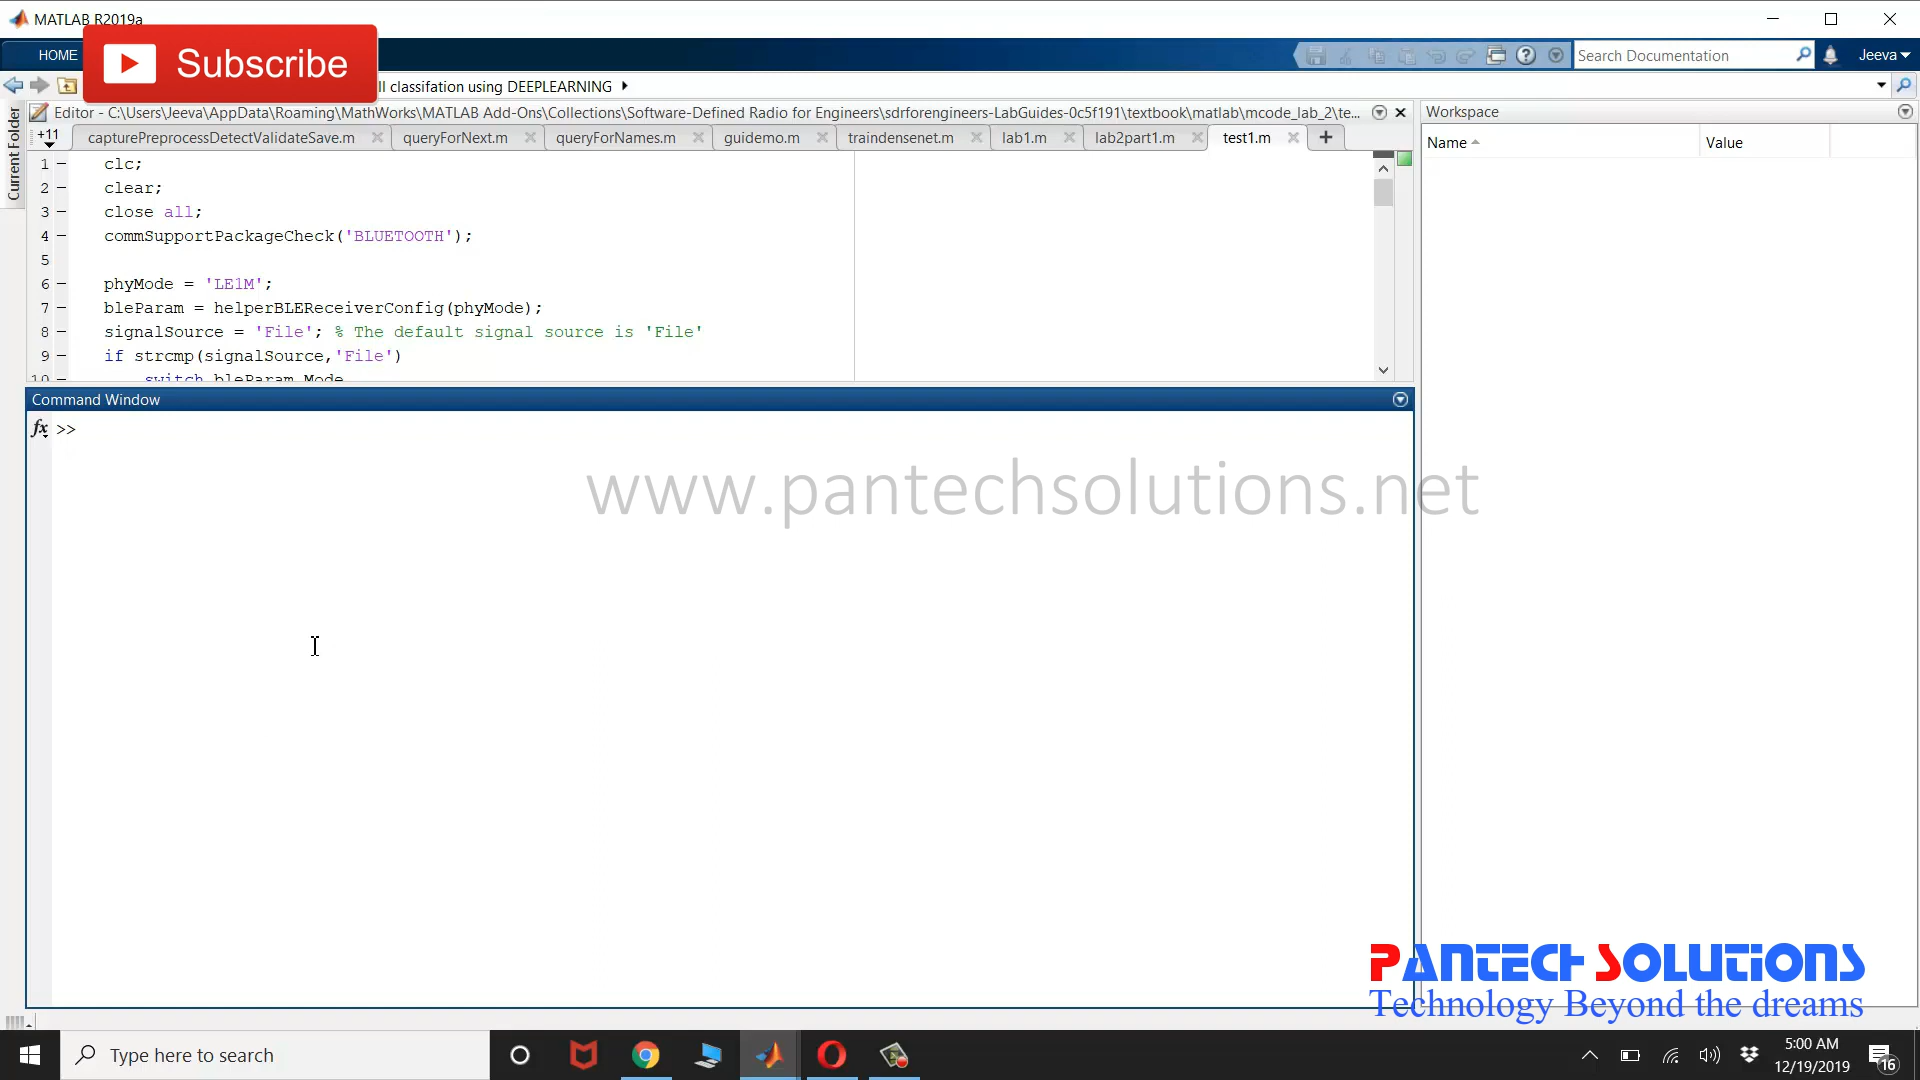 MATLAB R2019a
HOME
Subscribe
Search Documentation
Jeeva
ll classifation using DEEPLEARNING
Editor - C:\Users\Jeeva\AppData\Roaming\MathWorks\MATLAB Add-Ons\Collections\Software-Defined Radio for Engineers\sdrforengineers-LabGuides-0c5f191\textbook\matlab\mcode_lab_2\te...
Workspace
Current Folder
+11
capturePreprocessDetectValidateSave.m
queryForNext.m
queryForNames.m
guidemo.m
traindensenet.m
lab1.m
lab2part1.m
test1.m
Name
Value
1 clc;
2 clear;
3 close all;
4 commSupportPackageCheck('BLUETOOTH');
5
6 phyMode = 'LE1M';
7 bleParam = helperBLEReceiverConfig(phyMode);
8 signalSource = 'File'; % The default signal source is 'File'
9 if strcmp(signalSource,'File')
10 switch bleParam.Mode
Command Window
fx >>
www.pantechsolutions.net
PANTECH SOLUTIONS
Technology Beyond the dreams
Type here to search
5:00 AM
12/19/2019
16